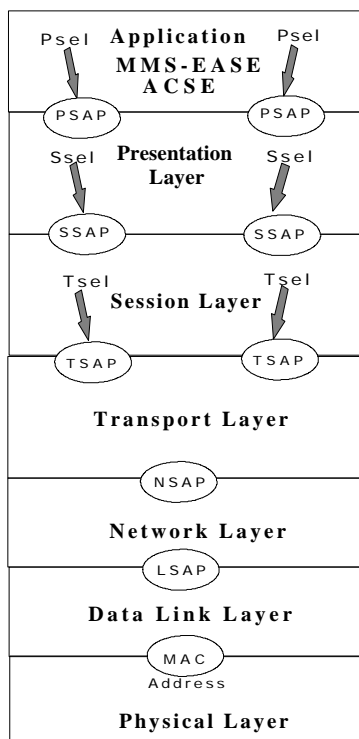 Psel Application Psel
MMS-EASE
ACSE
PSAP PSAP
Presentation
Ssel Ssel
Layer
SSAP SSAP
Tsel Tsel
Session Layer
TSAP TSAP
Transport Layer
NSAP
Network Layer
LSAP
Data Link Layer
MAC
Address
Physical Layer